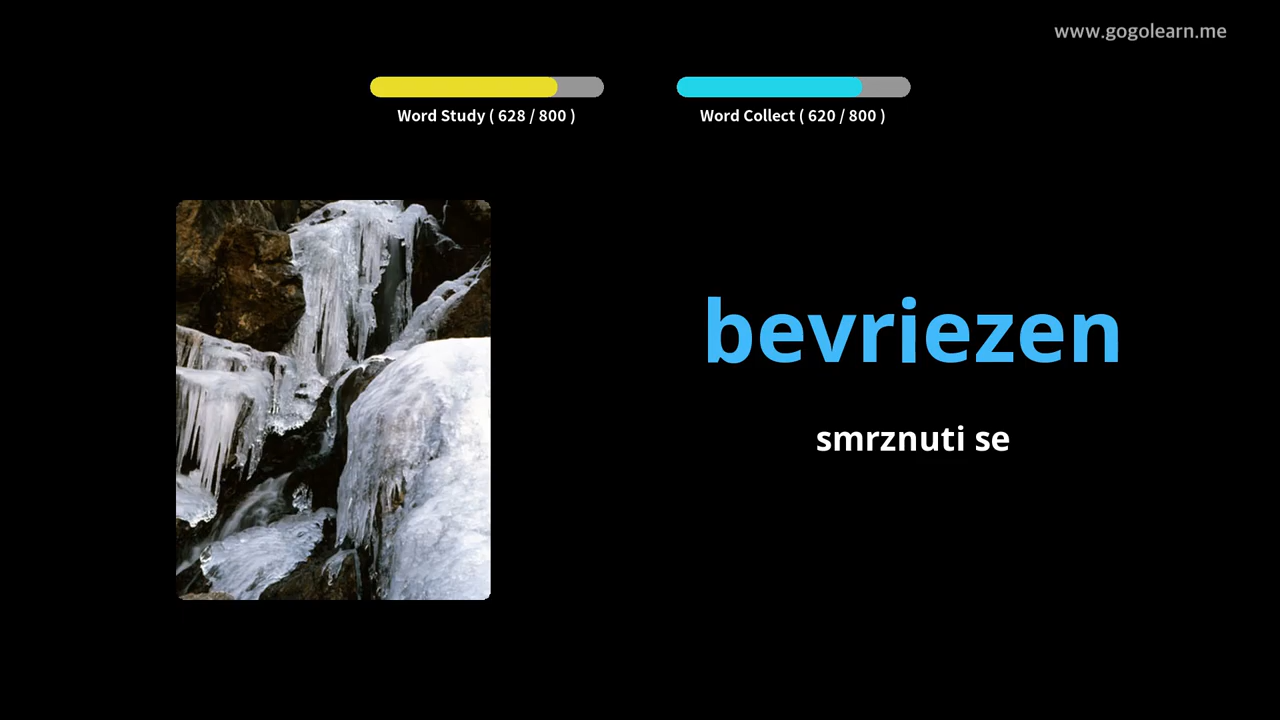 www.gogolearn.me
Word Study ( 628 / 800 )
Word Collect ( 620 / 800 )
bevriezen
smrznuti se